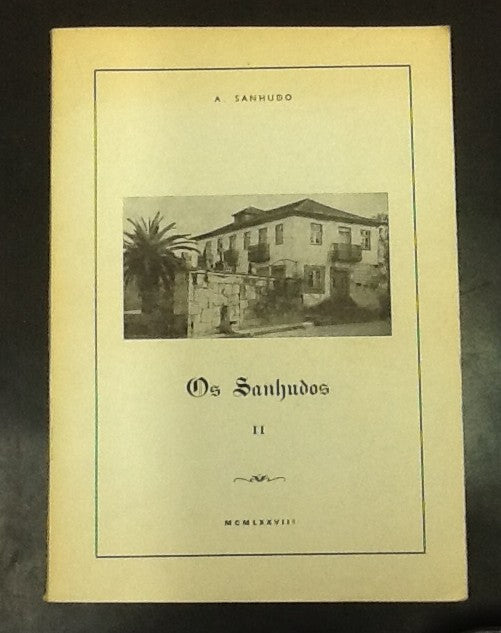 A. SANHUDO
Os Sanhudos
II
MCMLXXVIII